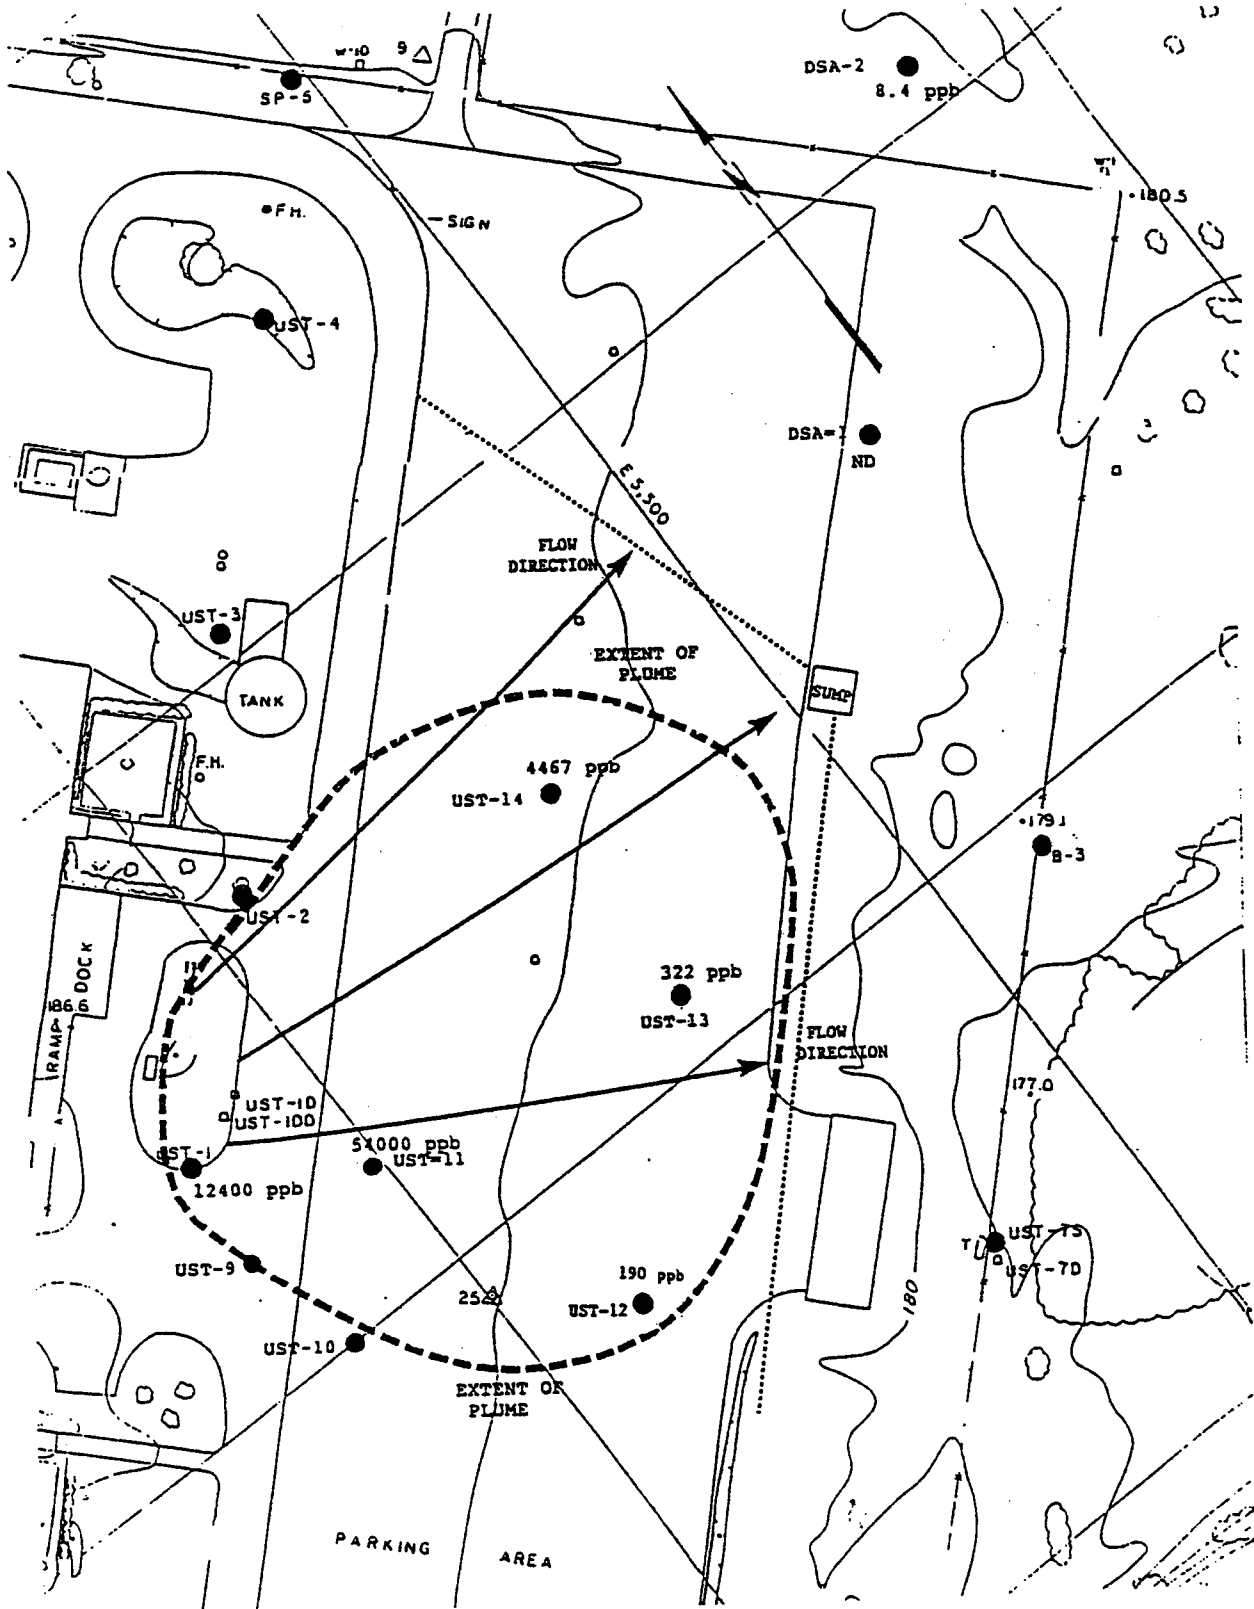 9
SP-5
DSA-2
8.4 ppb
180.5
F.H.
SIGN
UST-4
DSA=1
ND
E 5,300
FLOW
DIRECTION
UST-3
EXTENT OF
PLUME
TANK
SUMP
F.H.
4467 ppb
UST-14
179.1
B-3
UST-2
DOCK
322 ppb
UST-13
186.6
RAMP
FLOW
DIRECTION
177.0
UST-1D
UST-1DD
54000 ppb
UST=11
UST-1
12400 ppb
UST-7S
UST-7D
UST-9
190 ppb
25
UST-12
180
UST-10
EXTENT OF
PLUME
PARKING AREA